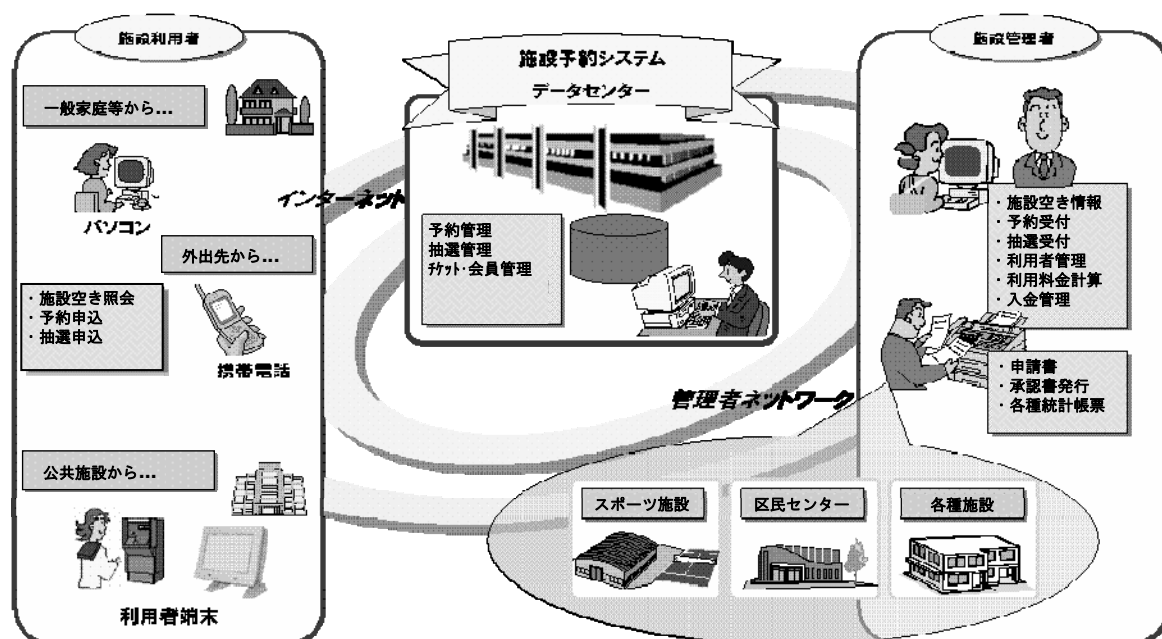 施設利用者
一般家庭等から...
パソコン
外出先から...
・施設空き照会
・予約申込
・抽選申込
携帯電話
公共施設から...
利用者端末
インターネット
施設予約システム
データセンター
予約管理
抽選管理
ﾁｹｯﾄ・会員管理
管理者ネットワーク
施設管理者
・施設空き情報
・予約受付
・抽選受付
・利用者管理
・利用料金計算
・入金管理
・申請書
・承認書発行
・各種統計帳票
スポーツ施設
区民センター
各種施設